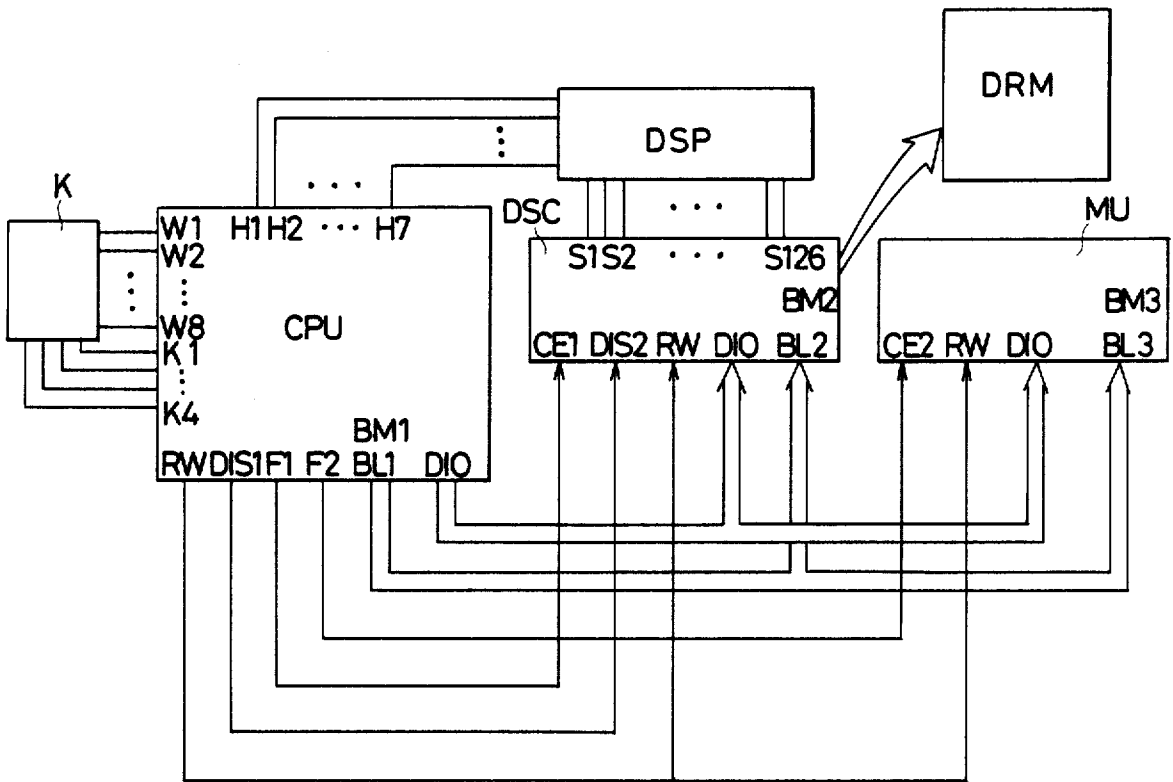 DRM
DSP
K
DSC
MU
W1
W2
W8
K1
K4
H1 H2 ··· H7
CPU
BM1
RW DIS1 F1 F2 BL1 DIO
S1 S2 ··· S126
BM2
CE1 DIS2 RW DIO BL2
BM3
CE2 RW DIO BL3